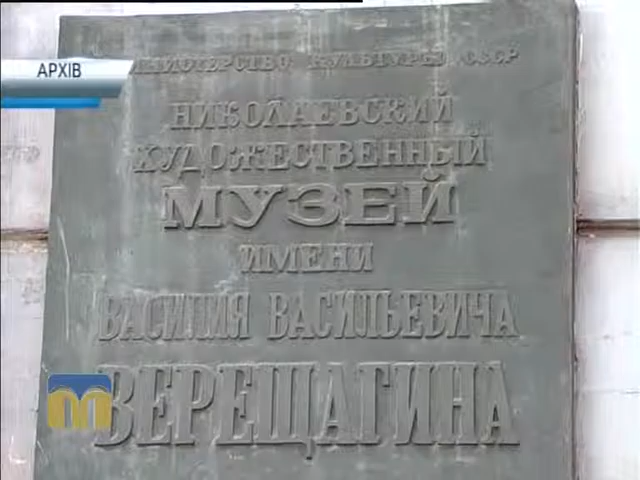 АРХІВ
МИНИСТЕРСТВО КУЛЬТУРЫ СССР
НИКОЛАЕВСКИЙ
ХУДОЖЕСТВЕННЫЙ
МУЗЕЙ
ИМЕНИ
ВАСИЛИЯ ВАСИЛЬЕВИЧА
ВЕРЕЩАГИНА